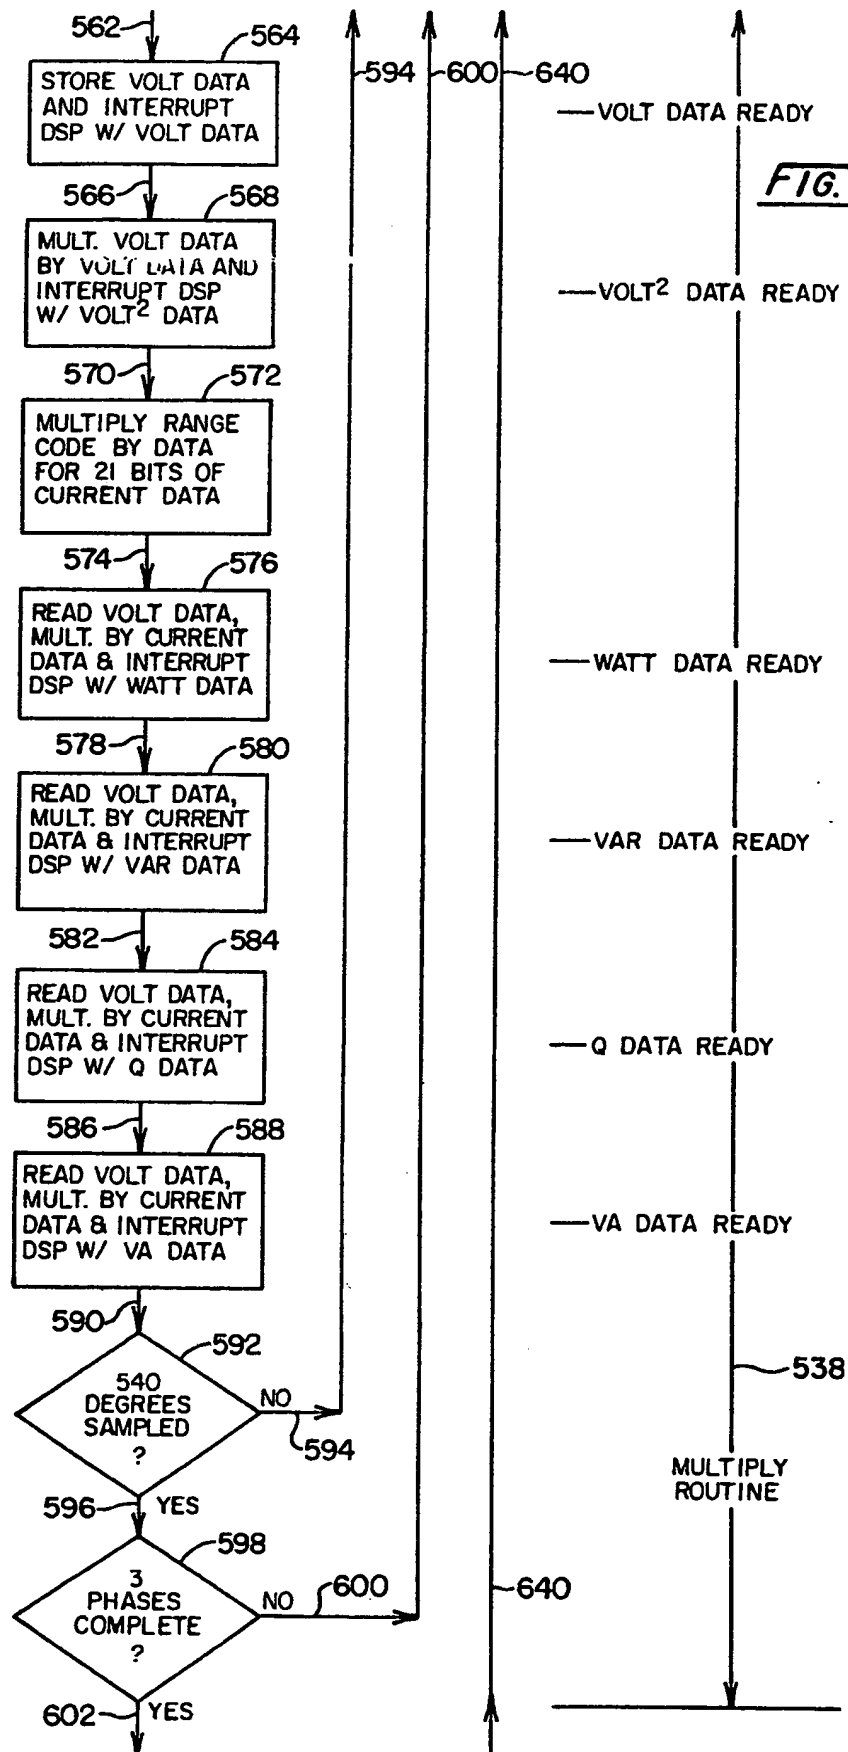 562
564
STORE VOLT DATA
AND INTERRUPT
DSP W/ VOLT DATA
594
600
640
VOLT DATA READY
FIG.
566
568
MULT. VOLT DATA
BY VOLT DATA AND
INTERRUPT DSP
W/ VOLT² DATA
VOLT² DATA READY
570
572
MULTIPLY RANGE
CODE BY DATA
FOR 21 BITS OF
CURRENT DATA
574
576
READ VOLT DATA,
MULT. BY CURRENT
DATA & INTERRUPT
DSP W/ WATT DATA
WATT DATA READY
578
580
READ VOLT DATA,
MULT. BY CURRENT
DATA & INTERRUPT
DSP W/ VAR DATA
VAR DATA READY
582
584
READ VOLT DATA,
MULT. BY CURRENT
DATA & INTERRUPT
DSP W/ Q DATA
Q DATA READY
586
588
READ VOLT DATA,
MULT. BY CURRENT
DATA & INTERRUPT
DSP W/ VA DATA
VA DATA READY
590
592
540
DEGREES
SAMPLED
?
NO
594
538
MULTIPLY
ROUTINE
596
YES
598
3
PHASES
COMPLETE
?
NO
600
640
602
YES